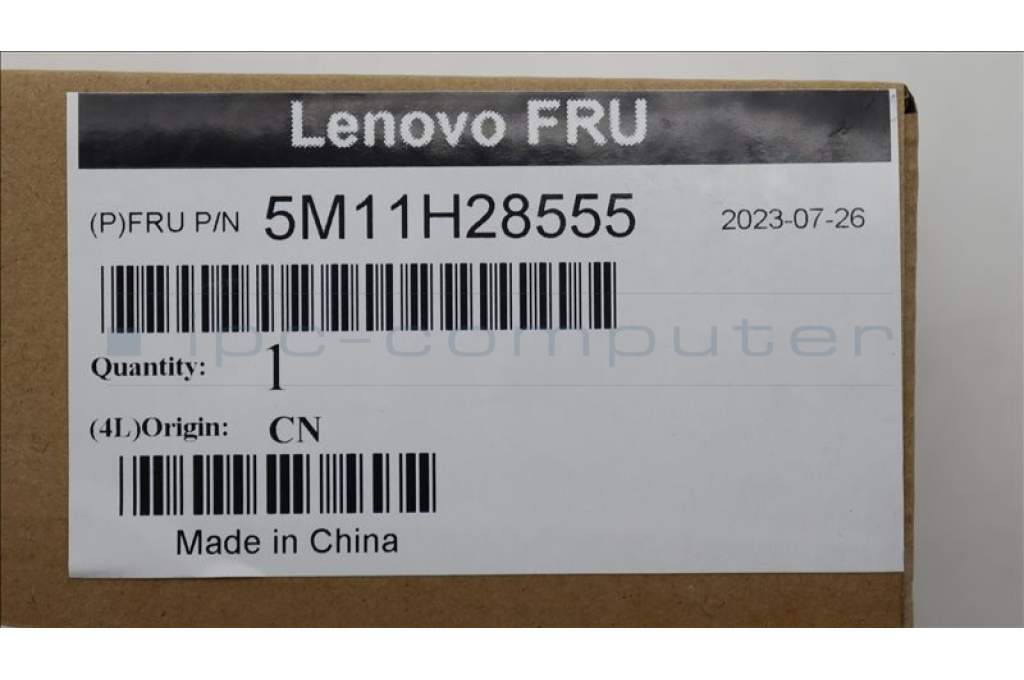 Lenovo FRU
(P)FRU P/N 5M11H28555 2023-07-26
ipc-computer
Quantity: 1
(4L)Origin: CN
Made in China